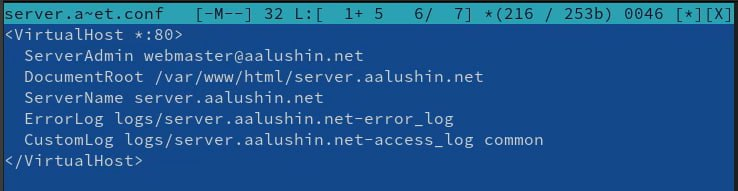 server.a~et.conf   [-M--] 32 L:[  1+ 5   6/  7] *(216 / 253b) 0046 [*][X]
<VirtualHost *:80>
  ServerAdmin webmaster@aalushin.net
  DocumentRoot /var/www/html/server.aalushin.net
  ServerName server.aalushin.net
  ErrorLog logs/server.aalushin.net-error_log
  CustomLog logs/server.aalushin.net-access_log common
</VirtualHost>